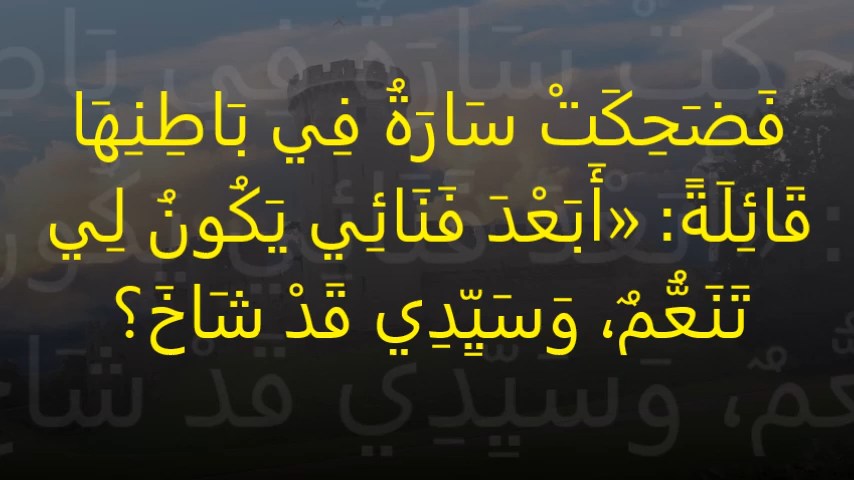 فَضَحِكَتْ سَارَةُ فِي بَاطِنِهَا
قَائِلَةً: «أَبَعْدَ فَنَائِي يَكُونُ لِي
تَنَعُّمٌ، وَسَيِّدِي قَدْ شَاخَ؟